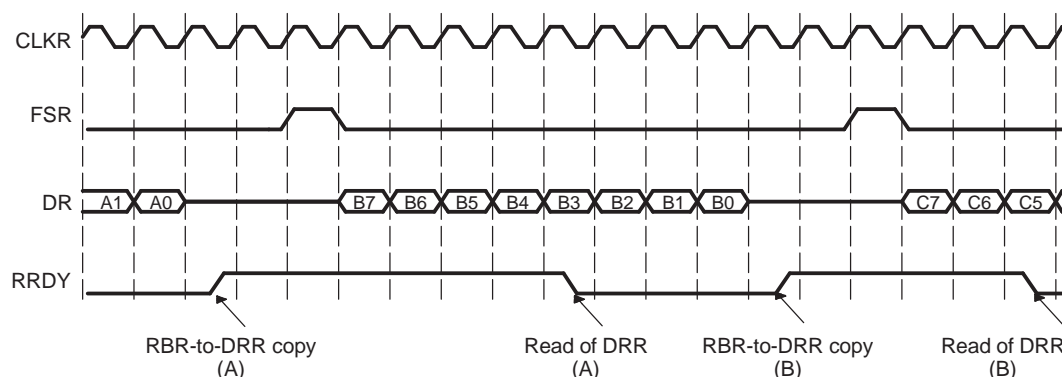 CLKR
FSR
DR A1 A0 B7 B6 B5 B4 B3 B2 B1 B0 C7 C6 C5
RRDY
RBR-to-DRR copy Read of DRR RBR-to-DRR copy Read of DRR
(A) (A) (B) (B)